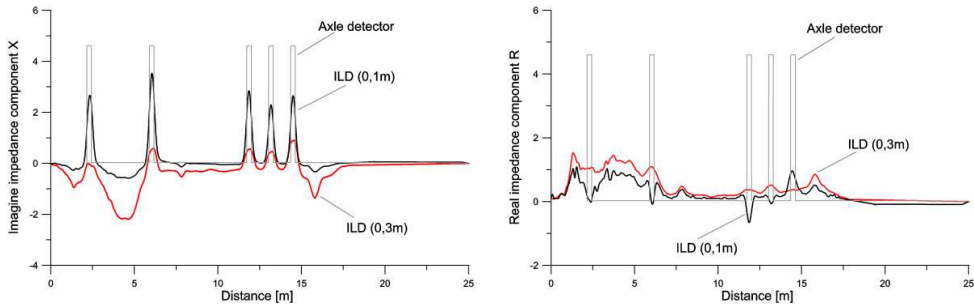 6
4
2
0
-2
-4
Imagine impedance component X
Axle detector
ILD (0,1m)
ILD (0,3m)
0
5
10
15
20
25
Distance [m]
6
4
2
0
-2
Real impedance component R
Axle detector
ILD (0,3m)
ILD (0,1m)
0
5
10
15
20
25
Distance [m]